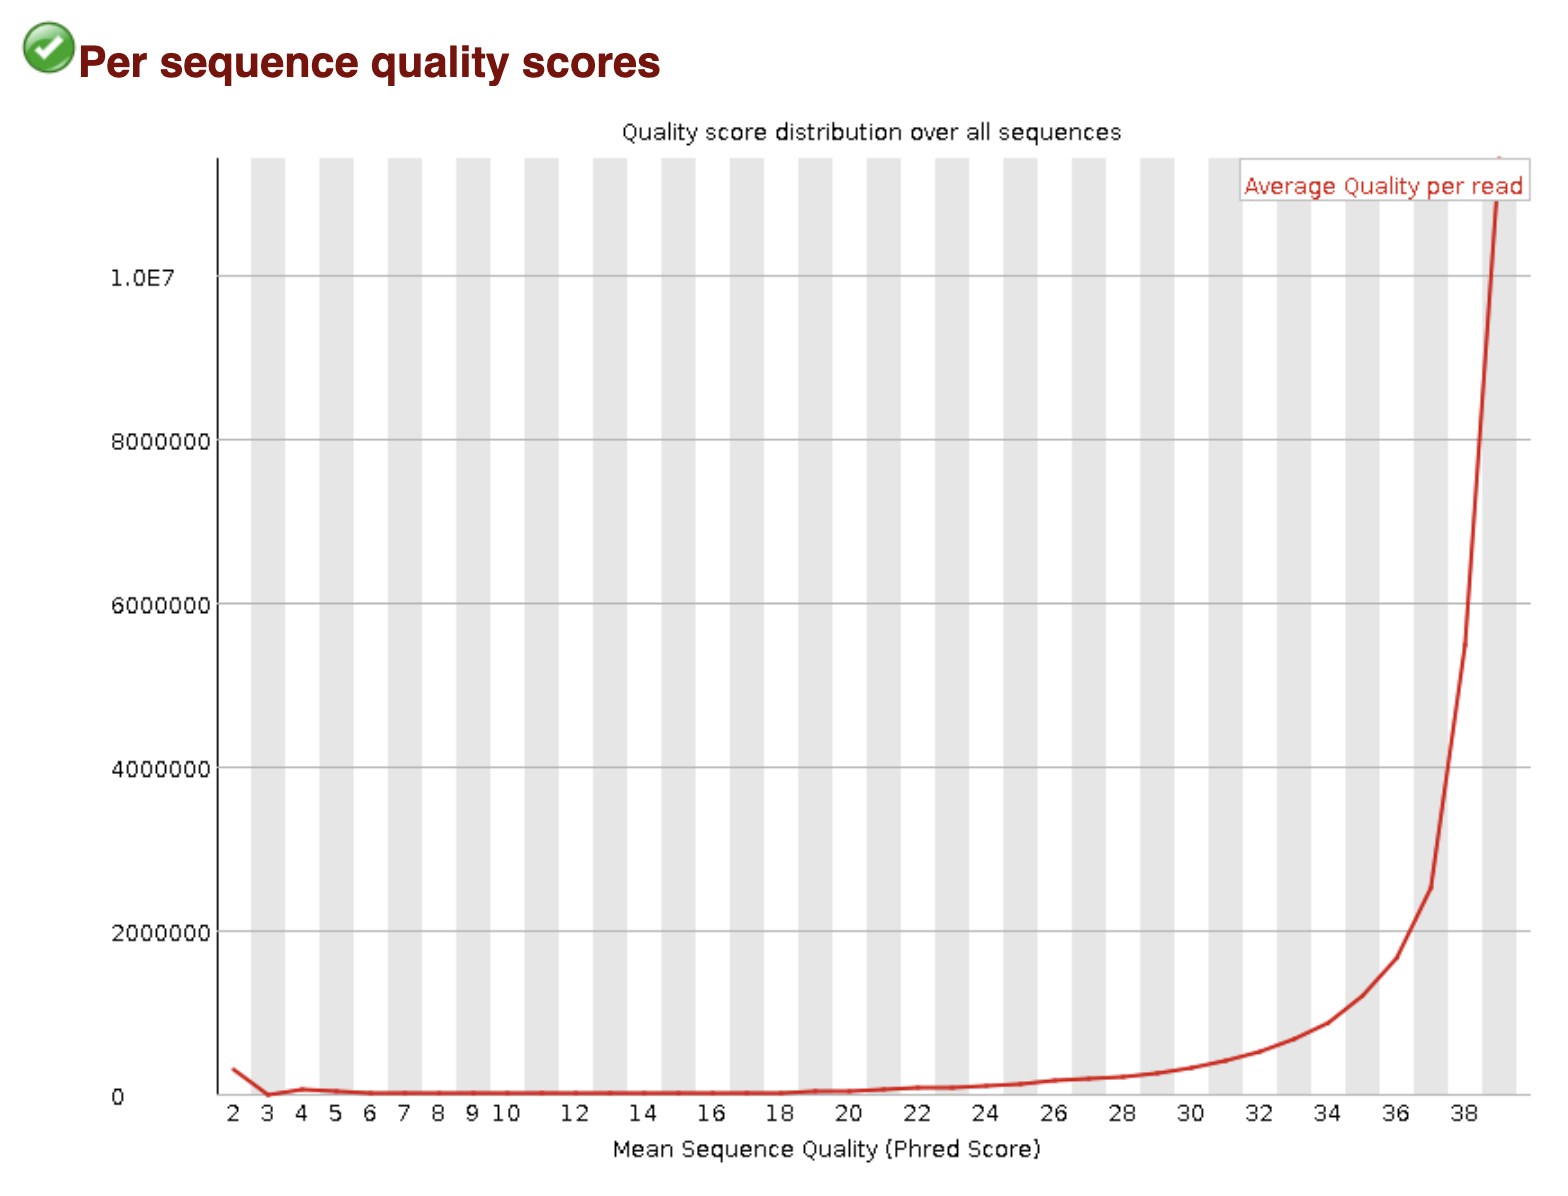 Per sequence quality scores
Quality score distribution over all sequences
Average Quality per read
1.0E7
8000000
6000000
4000000
2000000
0
2 3 4 5 6 7 8 9 10 12 14 16 18 20 22 24 26 28 30 32 34 36 38
Mean Sequence Quality (Phred Score)